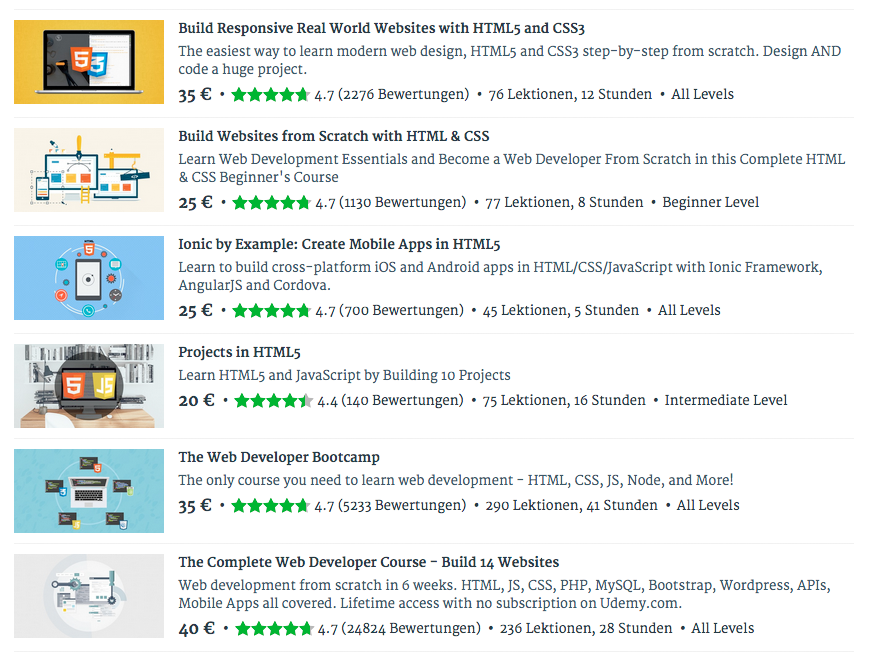 Build Responsive Real World Websites with HTML5 and CSS3
The easiest way to learn modern web design, HTML5 and CSS3 step-by-step from scratch. Design AND
code a huge project.
35 € • 4.7 (2276 Bewertungen) • 76 Lektionen, 12 Stunden • All Levels
Build Websites from Scratch with HTML & CSS
Learn Web Development Essentials and Become a Web Developer From Scratch in this Complete HTML
& CSS Beginner's Course
25 € • 4.7 (1130 Bewertungen) • 77 Lektionen, 8 Stunden • Beginner Level
Ionic by Example: Create Mobile Apps in HTML5
Learn to build cross-platform iOS and Android apps in HTML/CSS/JavaScript with Ionic Framework,
AngularJS and Cordova.
25 € • 4.7 (700 Bewertungen) • 45 Lektionen, 5 Stunden • All Levels
5 JS
Projects in HTML5
Learn HTML5 and JavaScript by Building 10 Projects
20 € • 4.4 (140 Bewertungen) • 75 Lektionen, 16 Stunden • Intermediate Level
The Web Developer Bootcamp
The only course you need to learn web development - HTML, CSS, JS, Node, and More!
35 € • 4.7 (5233 Bewertungen) • 290 Lektionen, 41 Stunden • All Levels
The Complete Web Developer Course - Build 14 Websites
Web development from scratch in 6 weeks. HTML, JS, CSS, PHP, MySQL, Bootstrap, Wordpress, APIs,
Mobile Apps all covered. Lifetime access with no subscription on Udemy.com.
40 € • 4.7 (24824 Bewertungen) • 236 Lektionen, 28 Stunden • All Levels